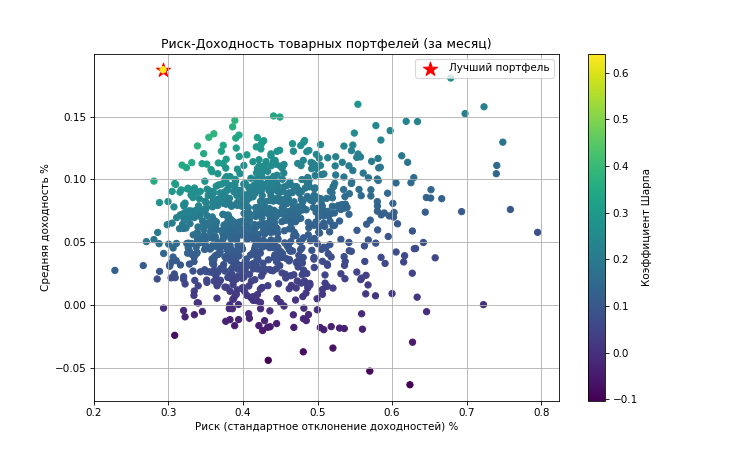 Риск-Доходность товарных портфелей (за месяц)
Лучший портфель
Средняя доходность %
0.15
0.10
0.05
0.00
−0.05
0.2 0.3 0.4 0.5 0.6 0.7 0.8
Риск (стандартное отклонение доходностей) %
0.6
0.5
0.4
0.3
0.2
0.1
0.0
−0.1
Коэффициент Шарпа